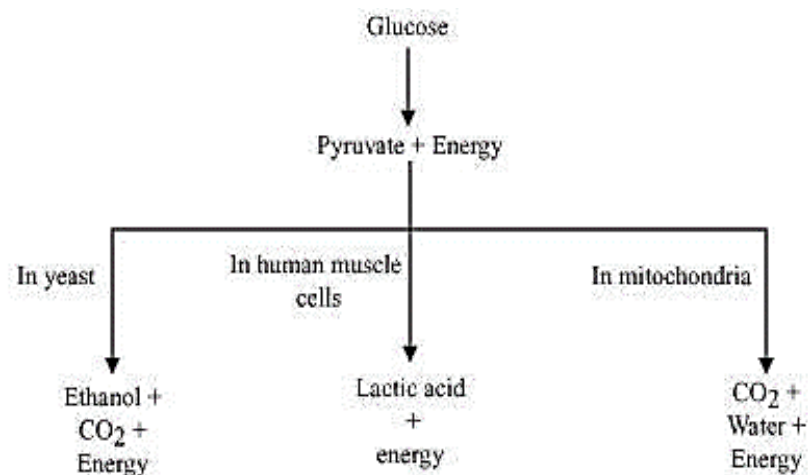 Glucose
Pyruvate + Energy
In yeast
In human muscle
cells
In mitochondria
Ethanol +
CO2 +
Energy
Lactic acid
+
energy
CO2 +
Water +
Energy